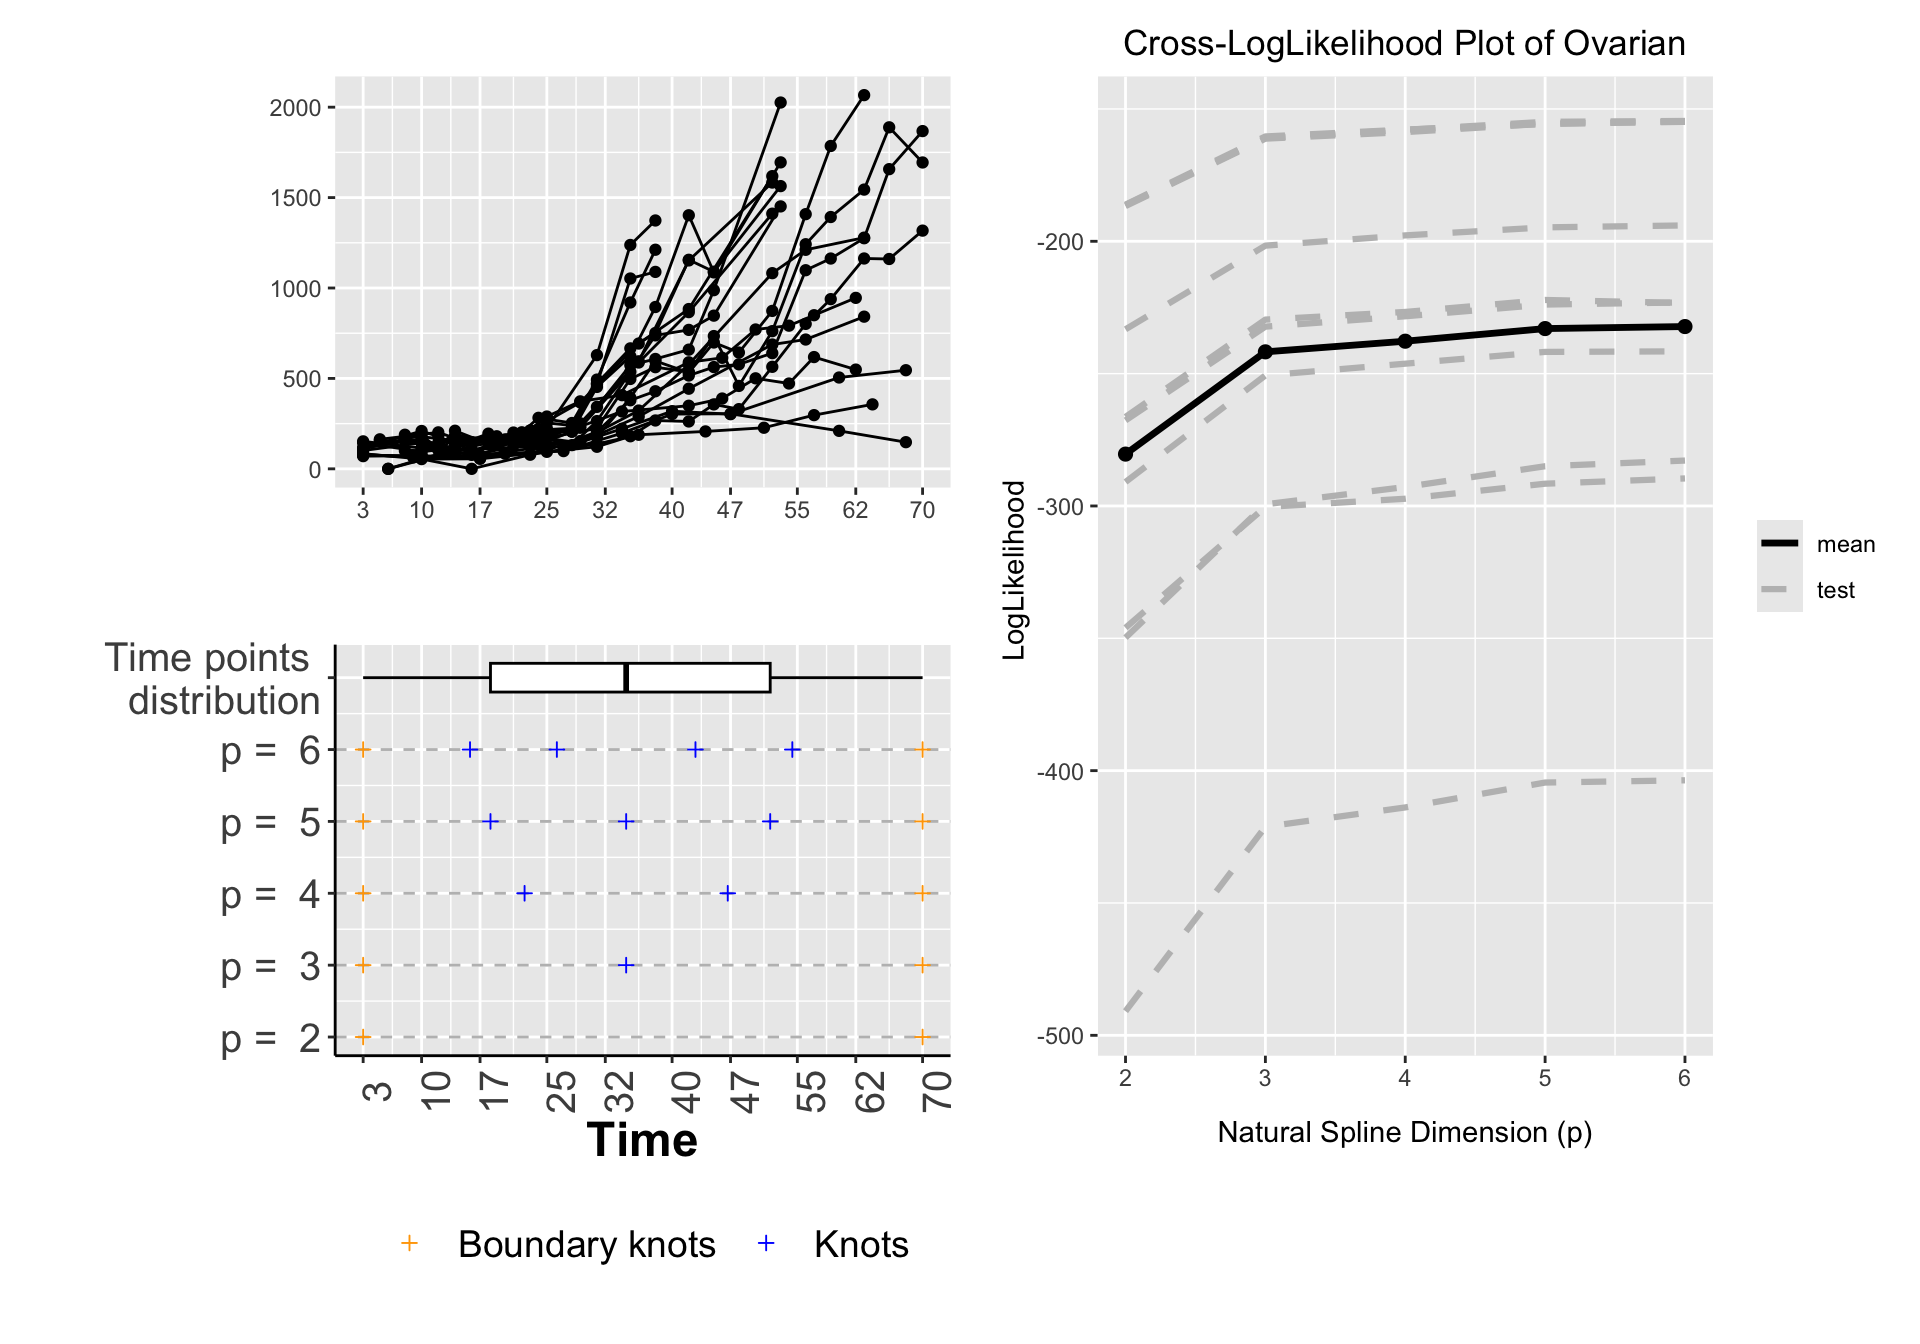 2000
1500
1000
500
0
3 10 17 25 32 40 47 55 62 70
Time points
distribution
p = 6
p = 5
p = 4
p = 3
p = 2
3 10 17 25 32 40 47 55 62 70
Time
Boundary knots Knots
Cross-LogLikelihood Plot of Ovarian
LogLikelihood
-200
-300
-400
-500
2 3 4 5 6
Natural Spline Dimension (p)
mean
test